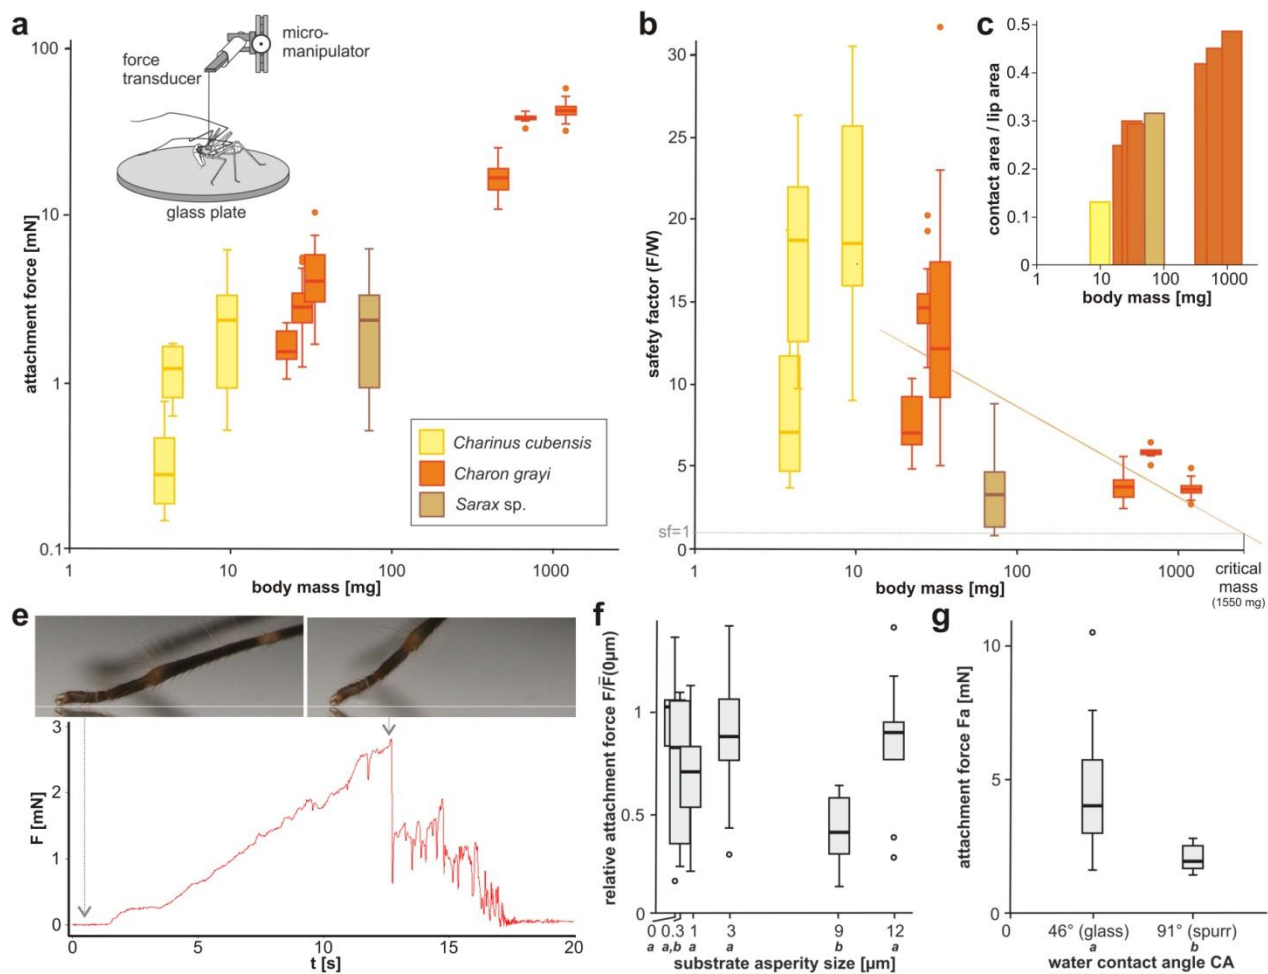 a
micro-
manipulator
force
transducer
glass plate
100
10
1
0.1
attachment force [mN]
1
10
100
1000
body mass [mg]
Charinus cubensis
Charon grayi
Sarax sp.
b
30
25
20
15
10
5
0
sf=1
safety factor (F/W)
1
10
100
1000
body mass [mg]
critical
mass
(1550 mg)
c
0.5
0.4
0.3
0.2
0.1
0
contact area / lip area
1
10
100
1000
body mass [mg]
e
3
2
1
0
F [mN]
0
5
10
15
20
t [s]
f
relative attachment force F/F̄(0µm)
1
0.5
0
0 0.3 1 3 9 12
a a,b a a b a
substrate asperity size [µm]
g
attachment force Fa [mN]
10
5
0
0 46° (glass) 91° (spurr)
a b
water contact angle CA